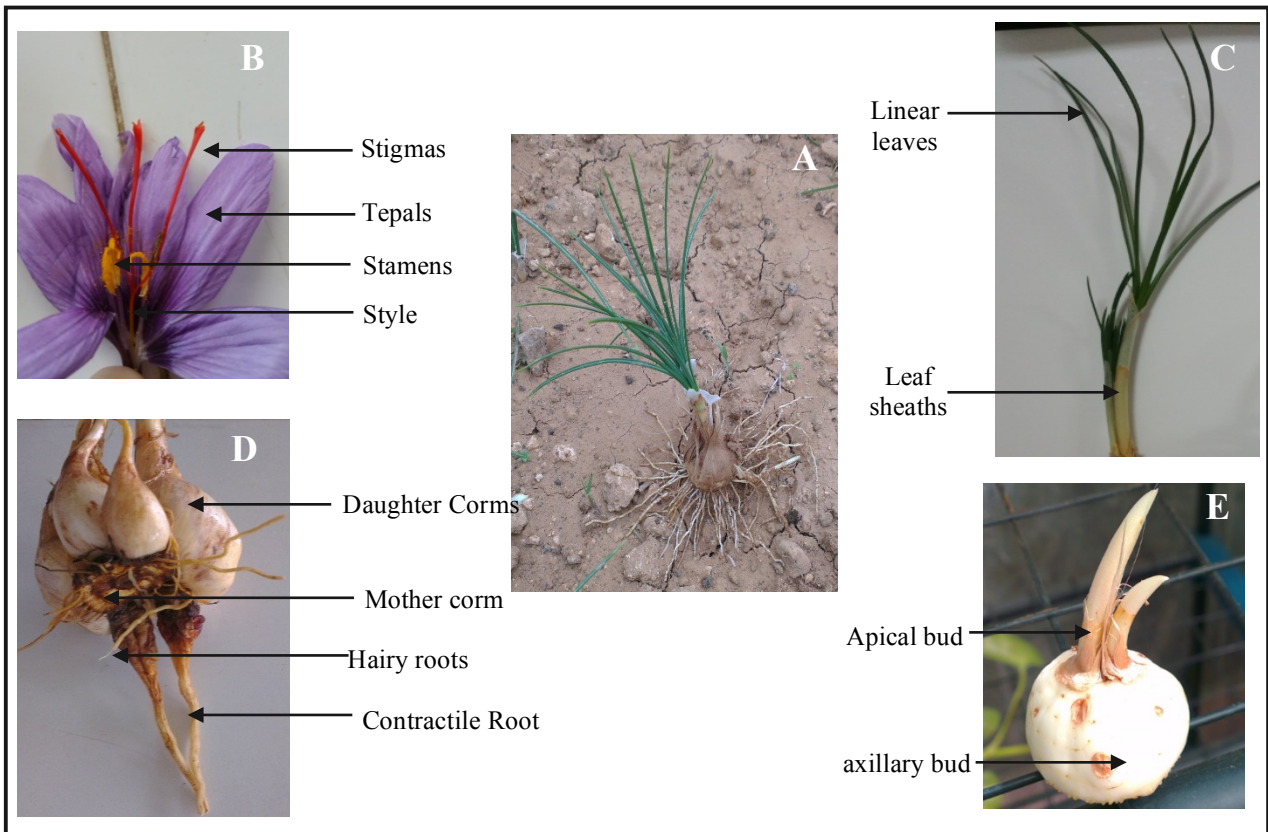 B
Stigmas
Tepals
Stamens
Style
A
C
Linear
leaves
Leaf
sheaths
D
Daughter Corms
Mother corm
Hairy roots
Contractile Root
E
Apical bud
axillary bud